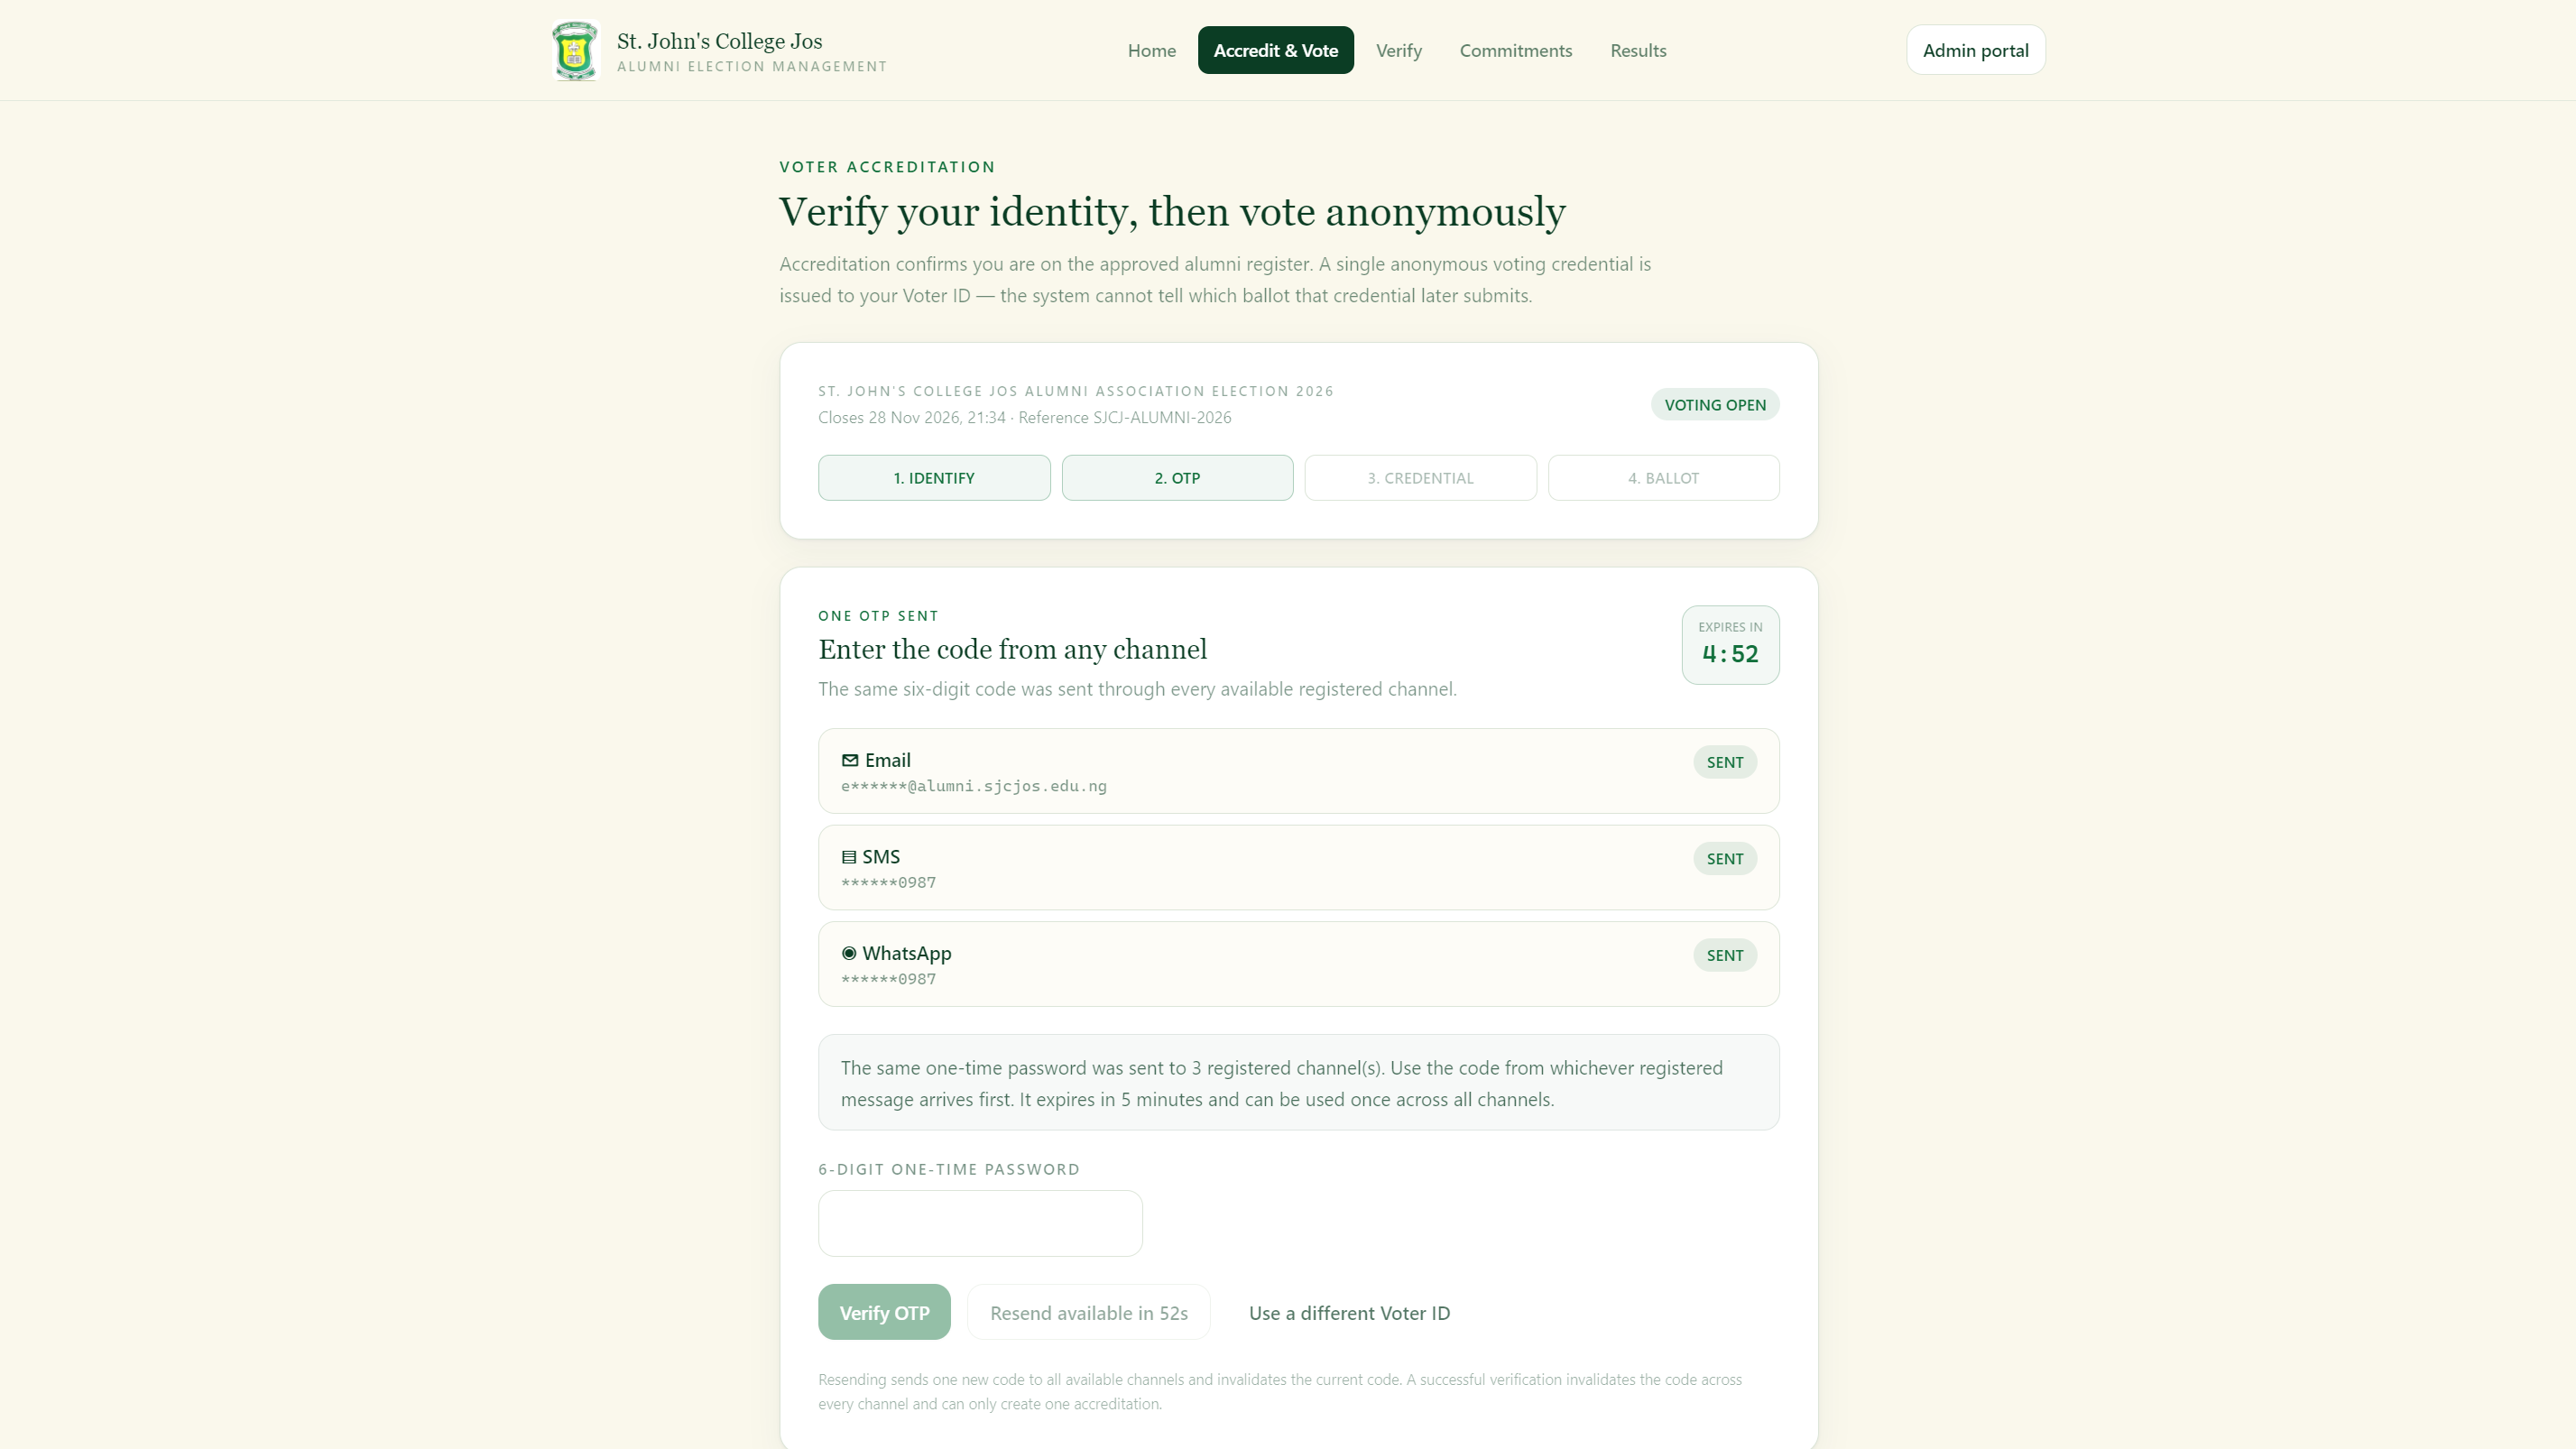 St. John's College Jos
ALUMNI ELECTION MANAGEMENT
Home
Accredit & Vote
Verify
Commitments
Results
Admin portal
VOTER ACCREDITATION
Verify your identity, then vote anonymously
Accreditation confirms you are on the approved alumni register. A single anonymous voting credential is
issued to your Voter ID — the system cannot tell which ballot that credential later submits.
ST. JOHN'S COLLEGE JOS ALUMNI ASSOCIATION ELECTION 2026
Closes 28 Nov 2026, 21:34 · Reference SJCJ-ALUMNI-2026
VOTING OPEN
1. IDENTIFY
2. OTP
3. CREDENTIAL
4. BALLOT
ONE OTP SENT
Enter the code from any channel
The same six-digit code was sent through every available registered channel.
EXPIRES IN
4:52
Email
e******@alumni.sjcjos.edu.ng
SENT
SMS
******0987
SENT
WhatsApp
******0987
SENT
The same one-time password was sent to 3 registered channel(s). Use the code from whichever registered
message arrives first. It expires in 5 minutes and can be used once across all channels.
6-DIGIT ONE-TIME PASSWORD
Verify OTP
Resend available in 52s
Use a different Voter ID
Resending sends one new code to all available channels and invalidates the current code. A successful verification invalidates the code across
every channel and can only create one accreditation.